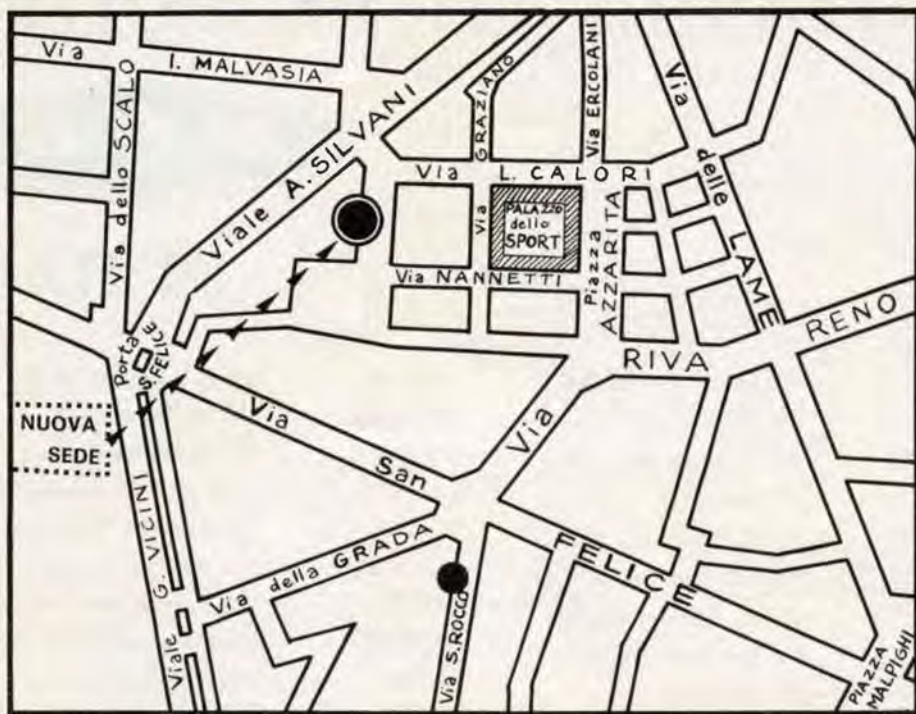 Via
I. MALVASIA
Via dello SCALO
Viale A. SILVANI
Via GRAZIANO
Via ERCOLANI
Via delle LAME
Via L. CALORI
PALAZZO
dello
SPORT
Piazza
AZZARITA
Via NANNETTI
Porta
S. FELICE
RIVA RENO
Via
NUOVA
SEDE
Via San FELICE
Viale G. VICINI
Via della GRADA
Via S. ROCCO
PIAZZA
MALPIGHI